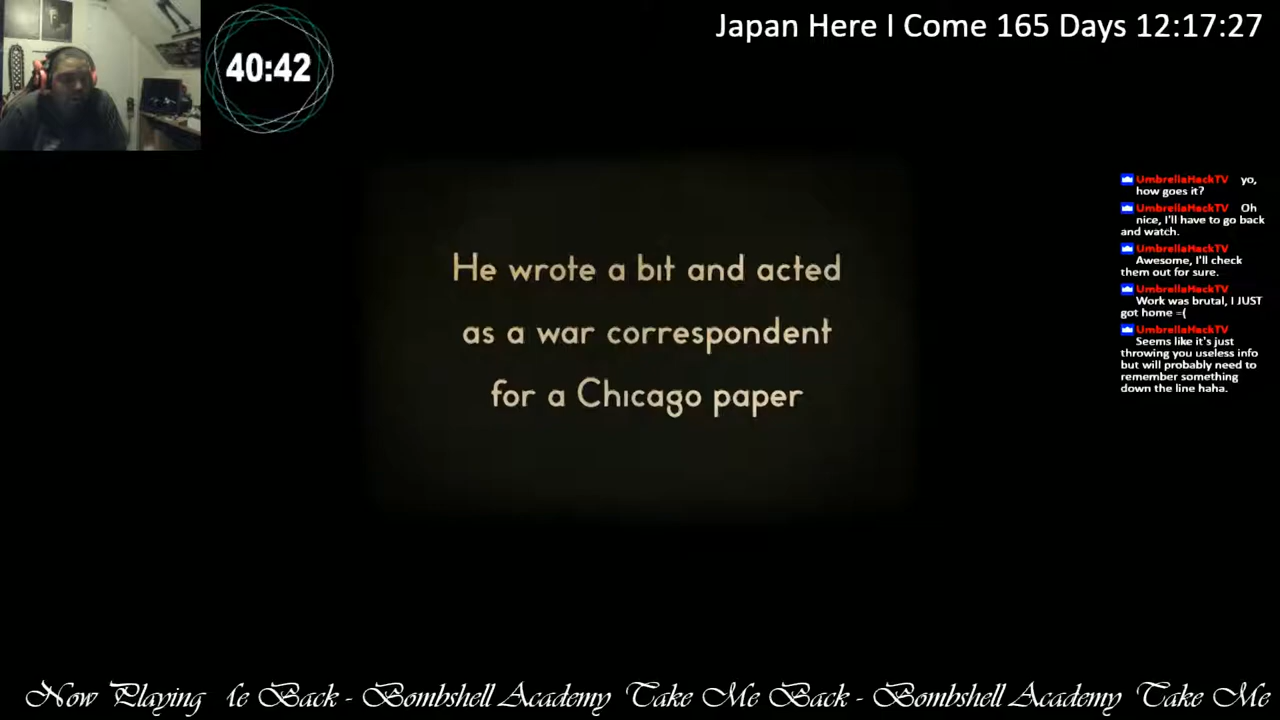 Japan Here I Come 165 Days 12:17:27
40:42
He wrote a bit and acted
as a war correspondent
for a Chicago paper
UmbrellaHackTV yo,
how goes it?
UmbrellaHackTV Oh
nice, I'll have to go back
and watch.
UmbrellaHackTV
Awesome, I'll check
them out for sure.
UmbrellaHackTV
Work was brutal, I JUST
got home =(
UmbrellaHackTV
Seems like it's just
throwing you useless info
but will probably need to
remember something
down the line haha.
Now Playing Back - Bombshell Academy Take Me Back - Bombshell Academy Take Me